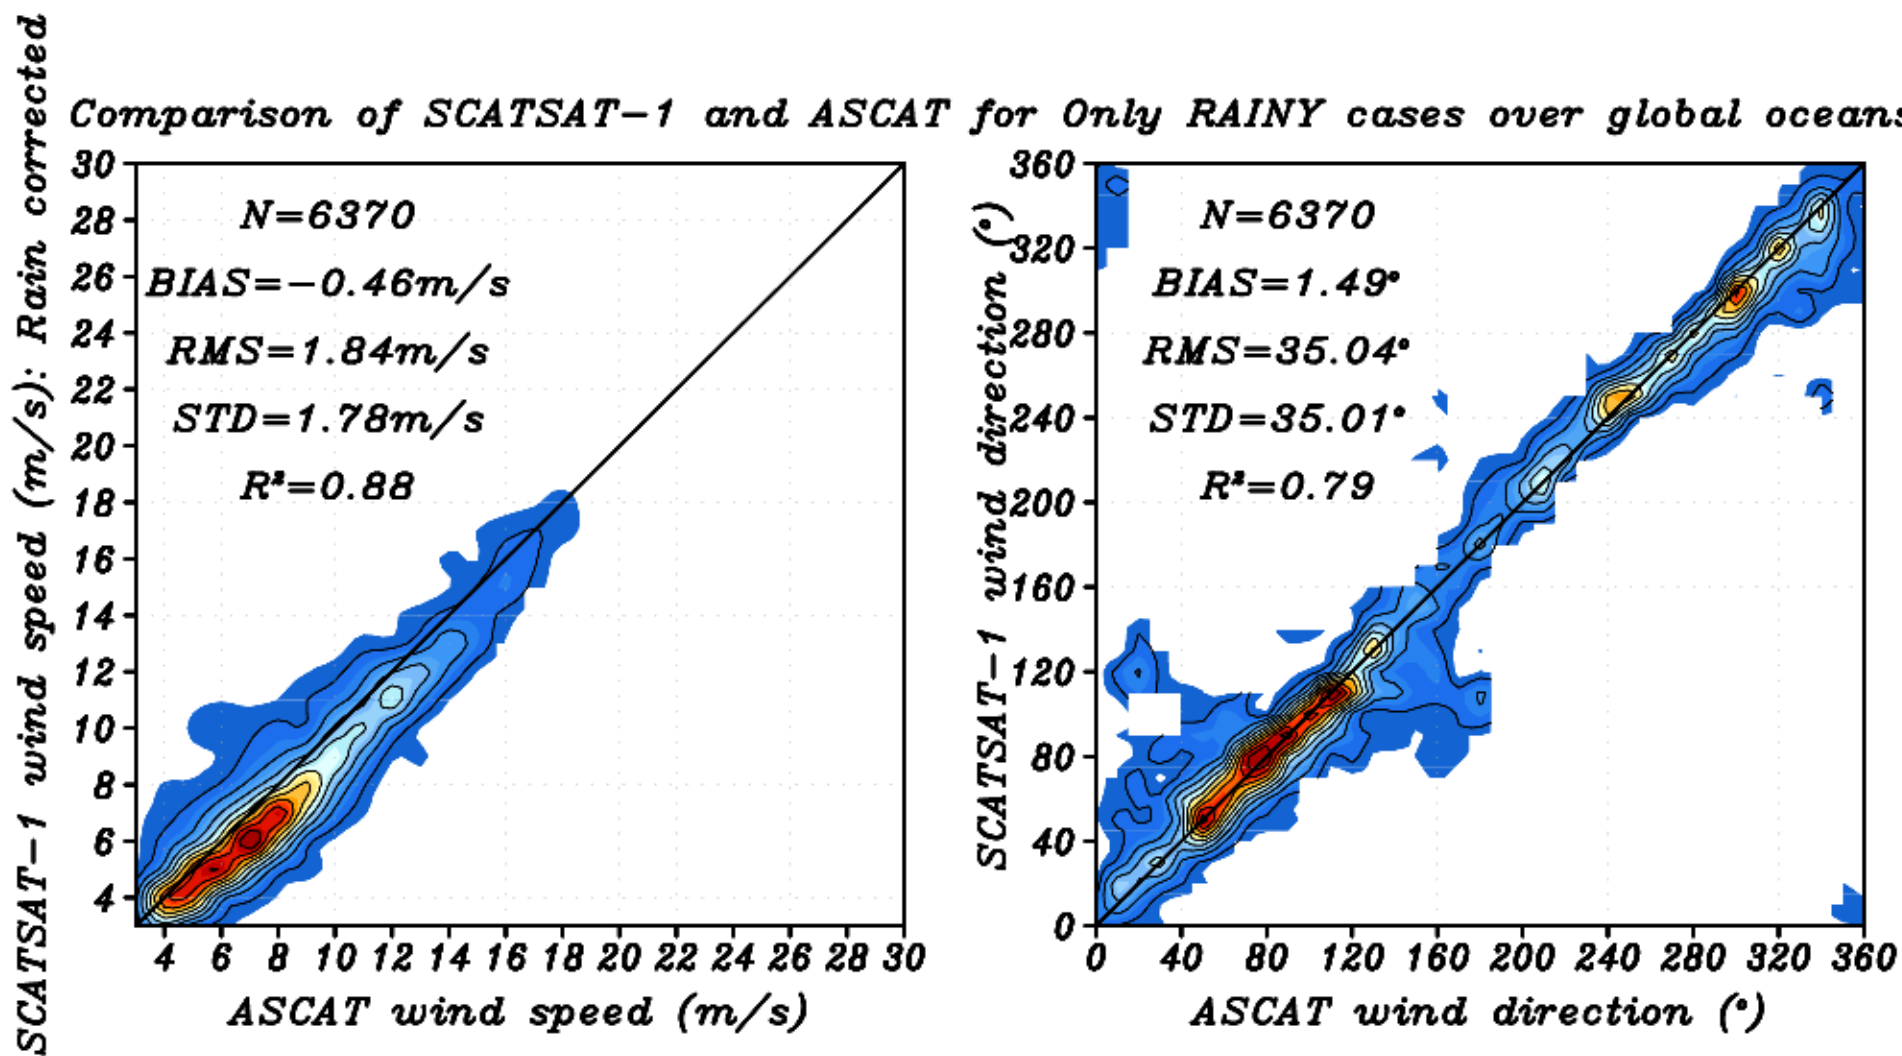 Comparison of SCATSAT-1 and ASCAT for Only RAINY cases over global oceans
SCATSAT-1 wind speed (m/s): Rain corrected
30
28
26
24
22
20
18
16
14
12
10
8
6
4
N=6370
BIAS=-0.46m/s
RMS=1.84m/s
STD=1.78m/s
R²=0.88
4 6 8 10 12 14 16 18 20 22 24 26 28 30
ASCAT wind speed (m/s)
SCATSAT-1 wind direction (°)
360
320
280
240
200
160
120
80
40
0
N=6370
BIAS=1.49°
RMS=35.04°
STD=35.01°
R²=0.79
0 40 80 120 160 200 240 280 320 360
ASCAT wind direction (°)